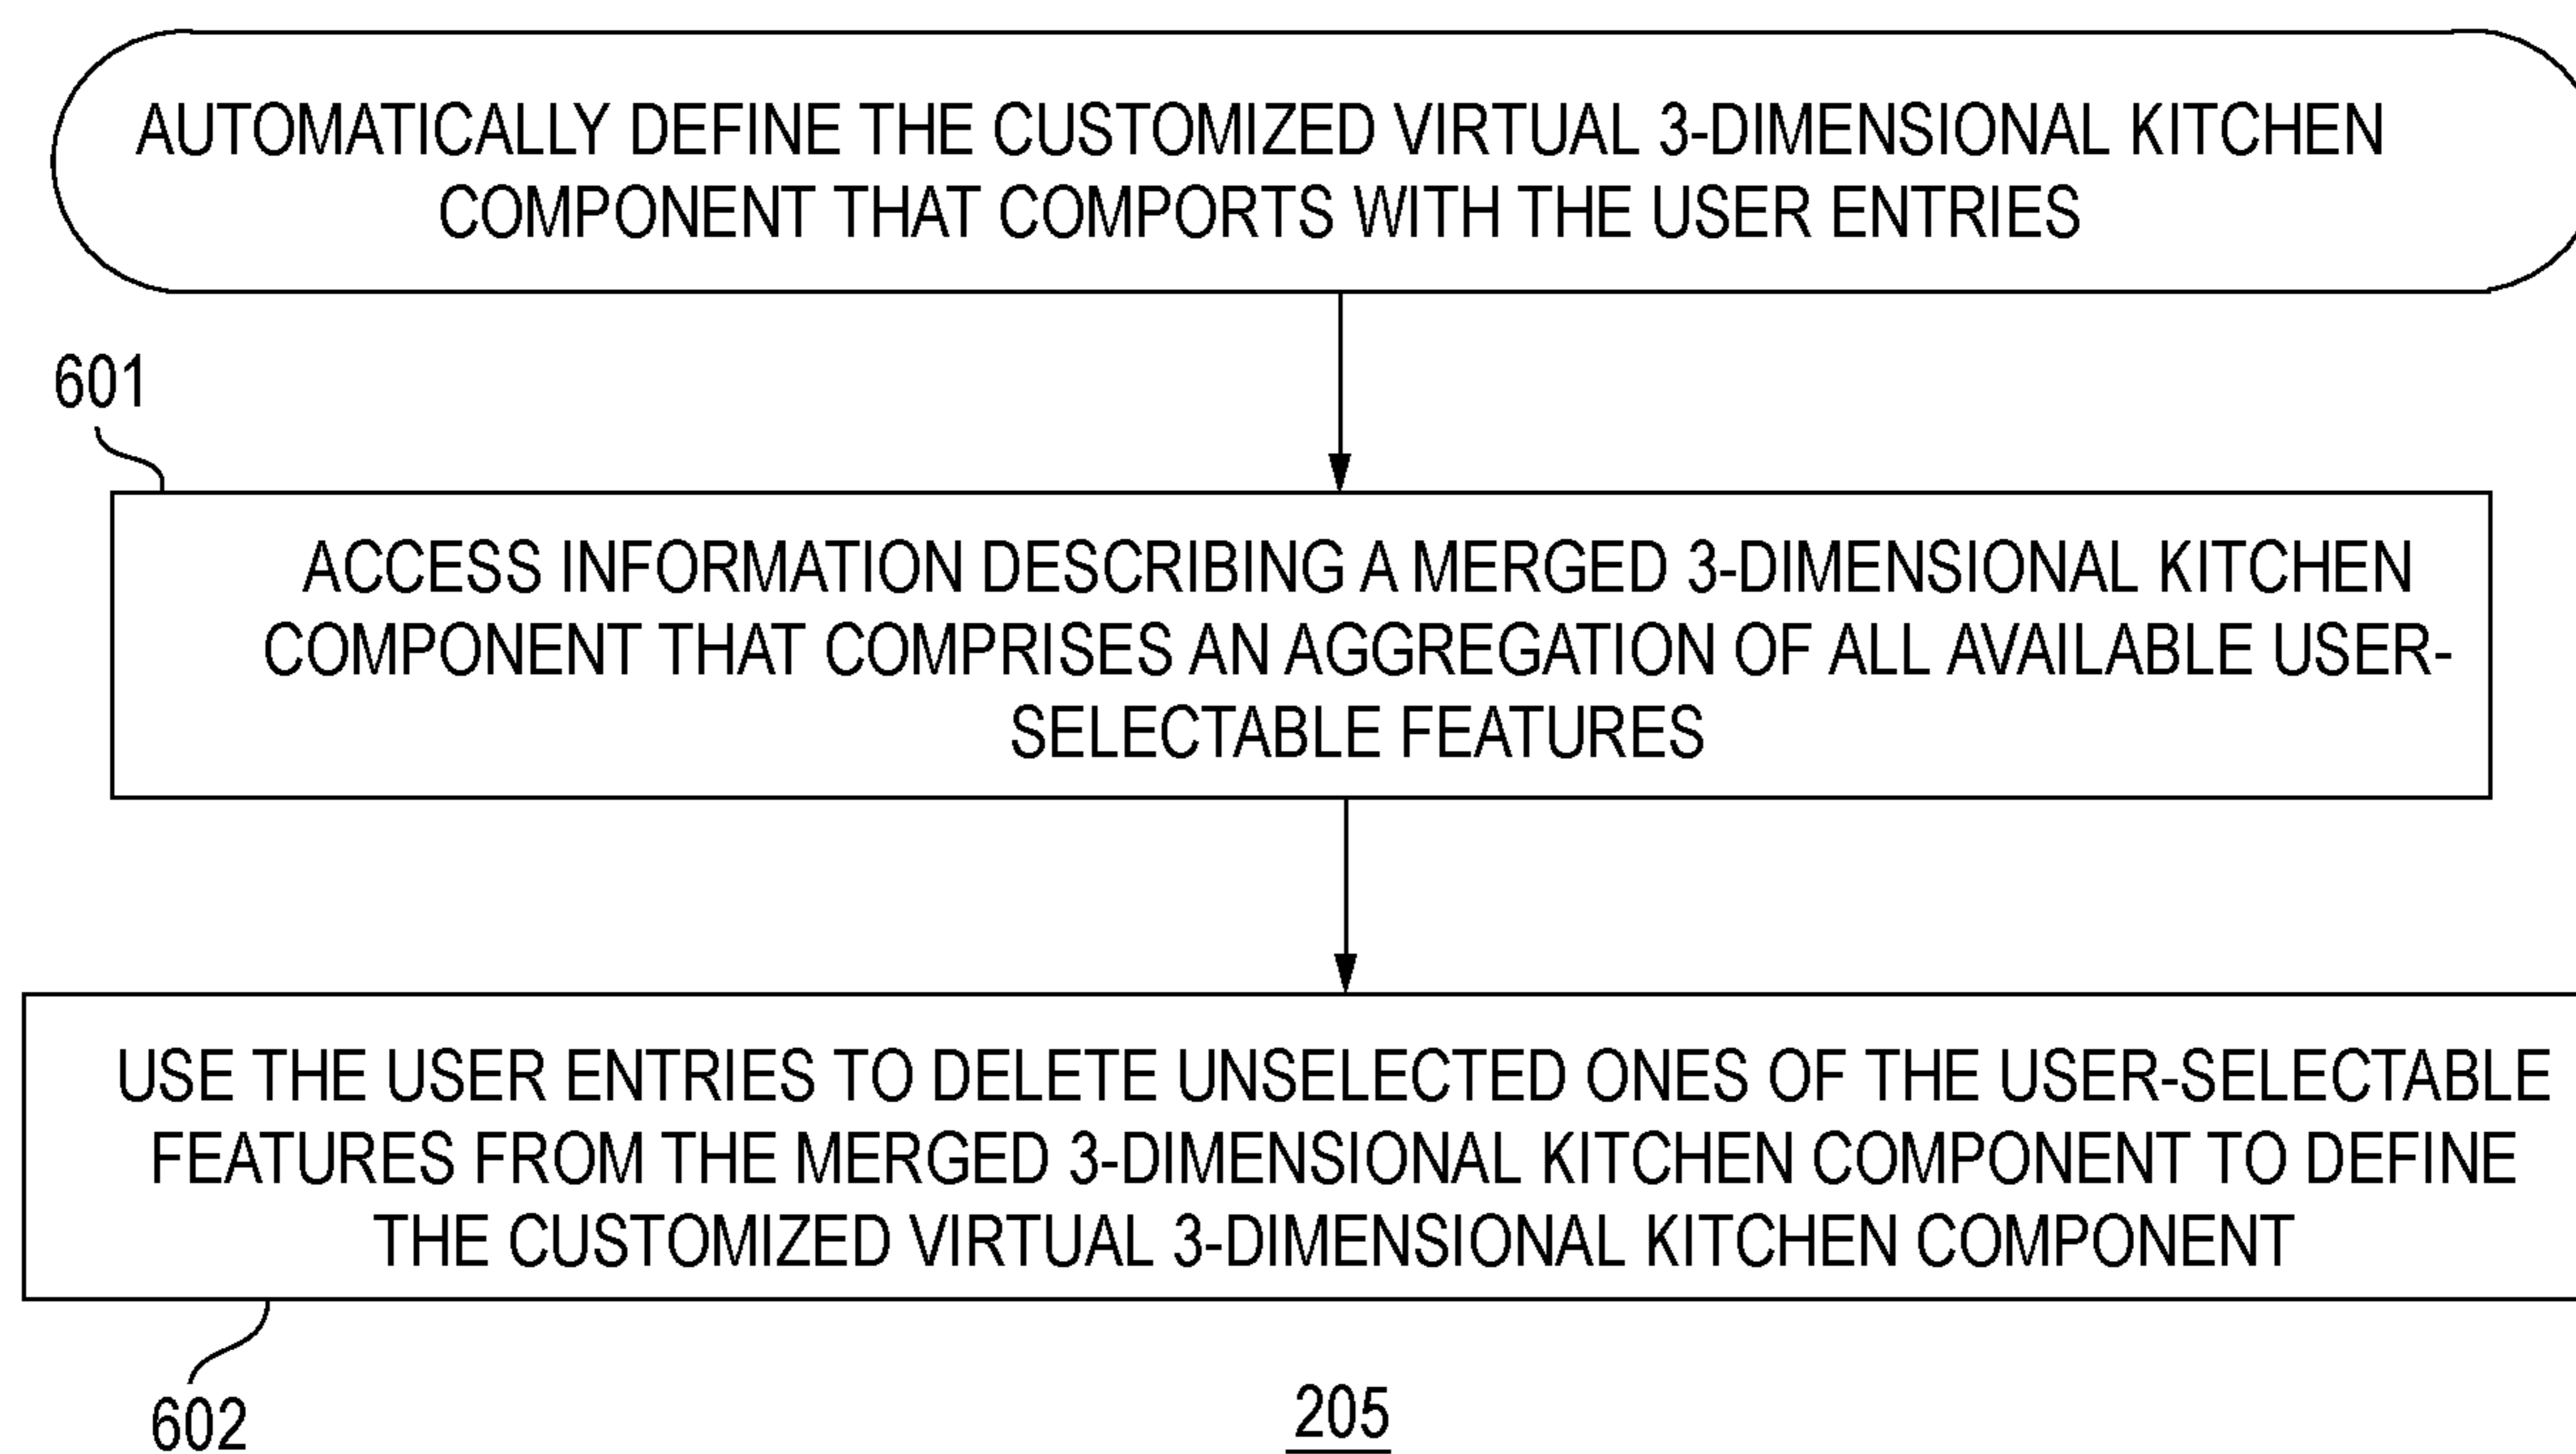 AUTOMATICALLY DEFINE THE CUSTOMIZED VIRTUAL 3-DIMENSIONAL KITCHEN
COMPONENT THAT COMPORTS WITH THE USER ENTRIES
601
ACCESS INFORMATION DESCRIBING A MERGED 3-DIMENSIONAL KITCHEN
COMPONENT THAT COMPRISES AN AGGREGATION OF ALL AVAILABLE USER-
SELECTABLE FEATURES
USE THE USER ENTRIES TO DELETE UNSELECTED ONES OF THE USER-SELECTABLE
FEATURES FROM THE MERGED 3-DIMENSIONAL KITCHEN COMPONENT TO DEFINE
THE CUSTOMIZED VIRTUAL 3-DIMENSIONAL KITCHEN COMPONENT
602
205